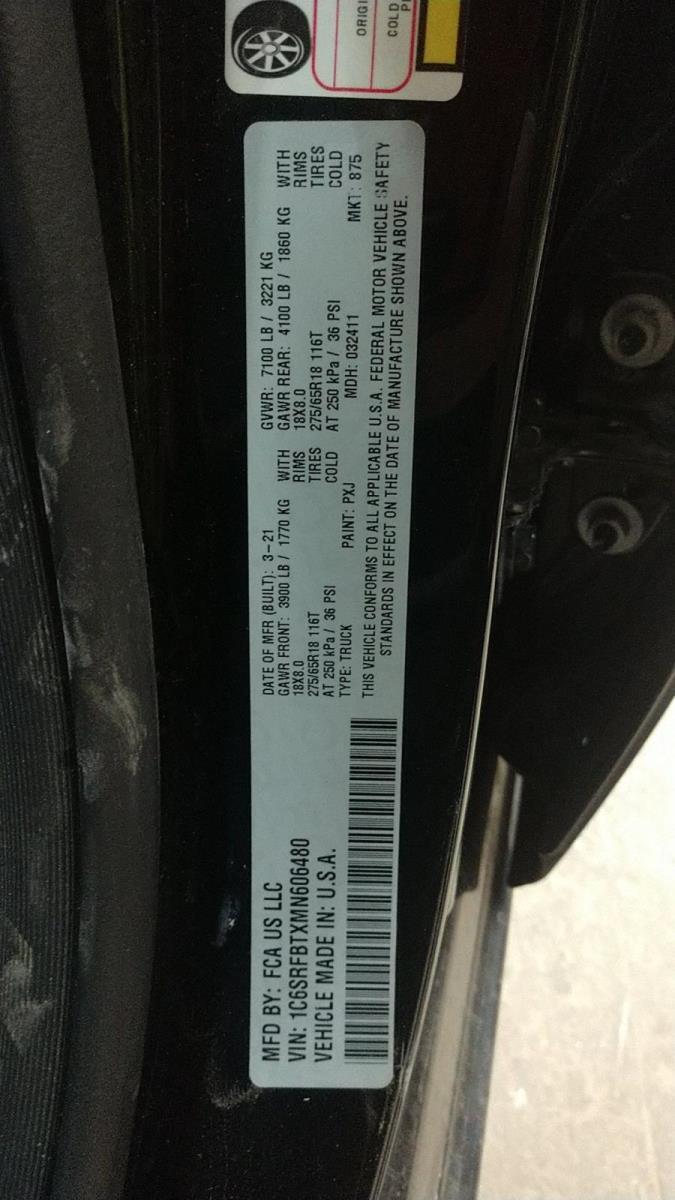 ORIGI
COLD
MFD BY: FCA US LLC
VIN: 1C6SRFBTXMN606480
VEHICLE MADE IN: U.S.A.
DATE OF MFR (BUILT): 3-21
GAWR FRONT: 3900 LB / 1770 KG WITH
18X8.0 RIMS
275/65R18 116T TIRES
AT 250 kPa / 36 PSI COLD
TYPE: TRUCK PAINT: PXJ MDH: 032411 MKT: 875
GVWR: 7100 LB / 3221 KG
GAWR REAR: 4100 LB / 1860 KG WITH
18X8.0 RIMS
275/65R18 116T TIRES
AT 250 kPa / 36 PSI COLD
THIS VEHICLE CONFORMS TO ALL APPLICABLE U.S.A. FEDERAL MOTOR VEHICLE SAFETY
STANDARDS IN EFFECT ON THE DATE OF MANUFACTURE SHOWN ABOVE.